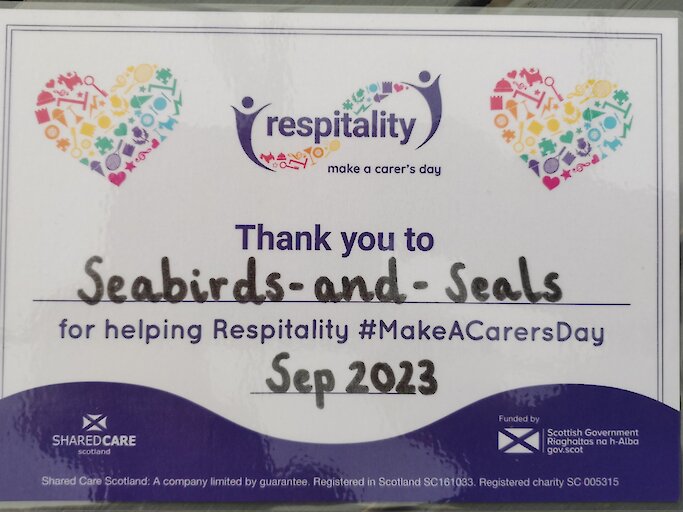 respitality
make a carer's day
Thank you to
Seabirds-and-Seals
for helping Respitality #MakeACarersDay
Sep 2023
SHAREDCARE
scotland
Funded by
Scottish Government
Riaghaltas na h-Alba
gov.scot
Shared Care Scotland: A company limited by guarantee. Registered in Scotland SC161033. Registered charity SC 005315